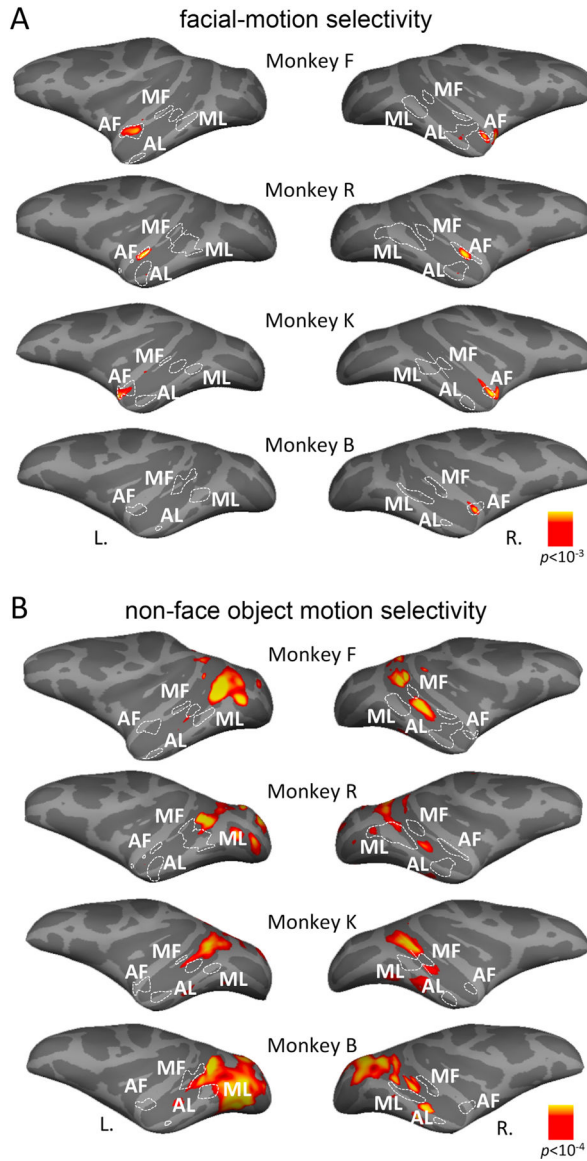 A facial-motion selectivity
Monkey F
AF MF AL ML
ML MF AL AF
Monkey R
AF MF AL ML
ML MF AL AF
Monkey K
AF MF AL ML
ML MF AL AF
Monkey B
AF MF AL ML
ML MF AL AF
L. R.
p<10-3
B non-face object motion selectivity
Monkey F
AF MF AL ML
ML MF AL AF
Monkey R
AF MF AL ML
ML MF AL AF
Monkey K
AF MF AL ML
ML MF AL AF
Monkey B
AF MF AL ML
ML MF AL AF
L. R.
p<10-4